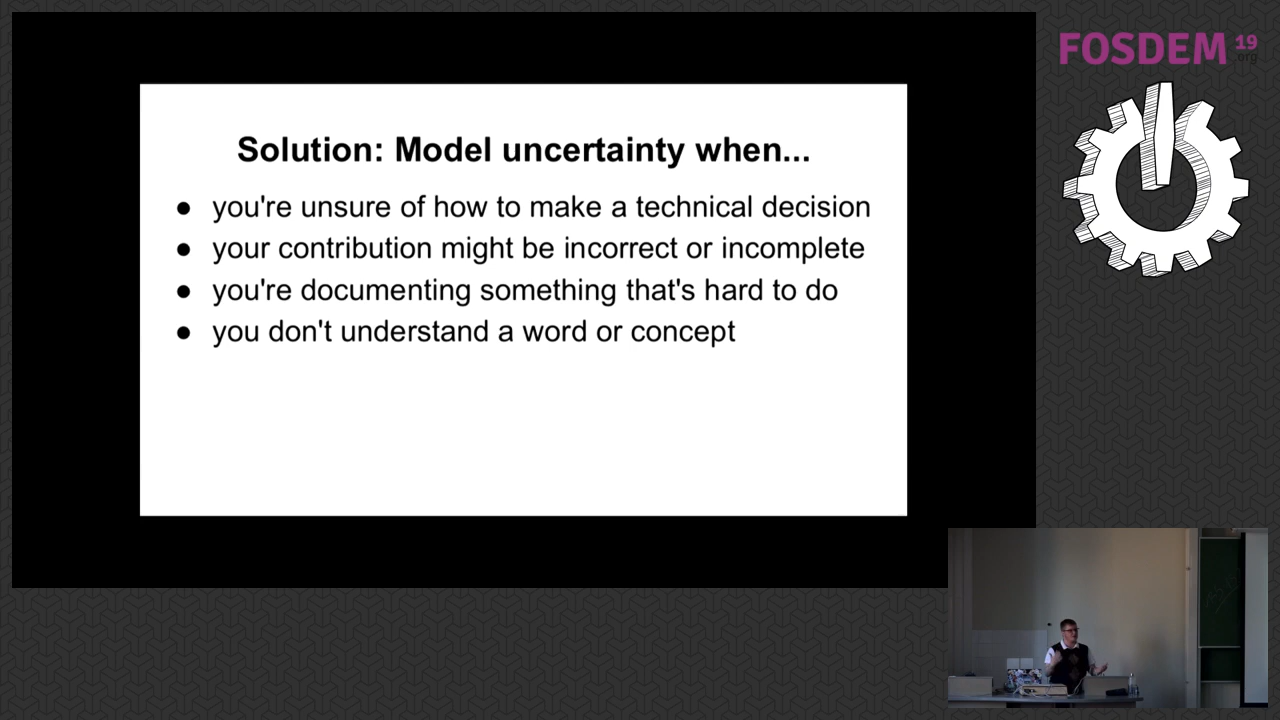 Solution: Model uncertainty when...
● you're unsure of how to make a technical decision
● your contribution might be incorrect or incomplete
● you're documenting something that's hard to do
● you don't understand a word or concept
FOSDEM 19
.org